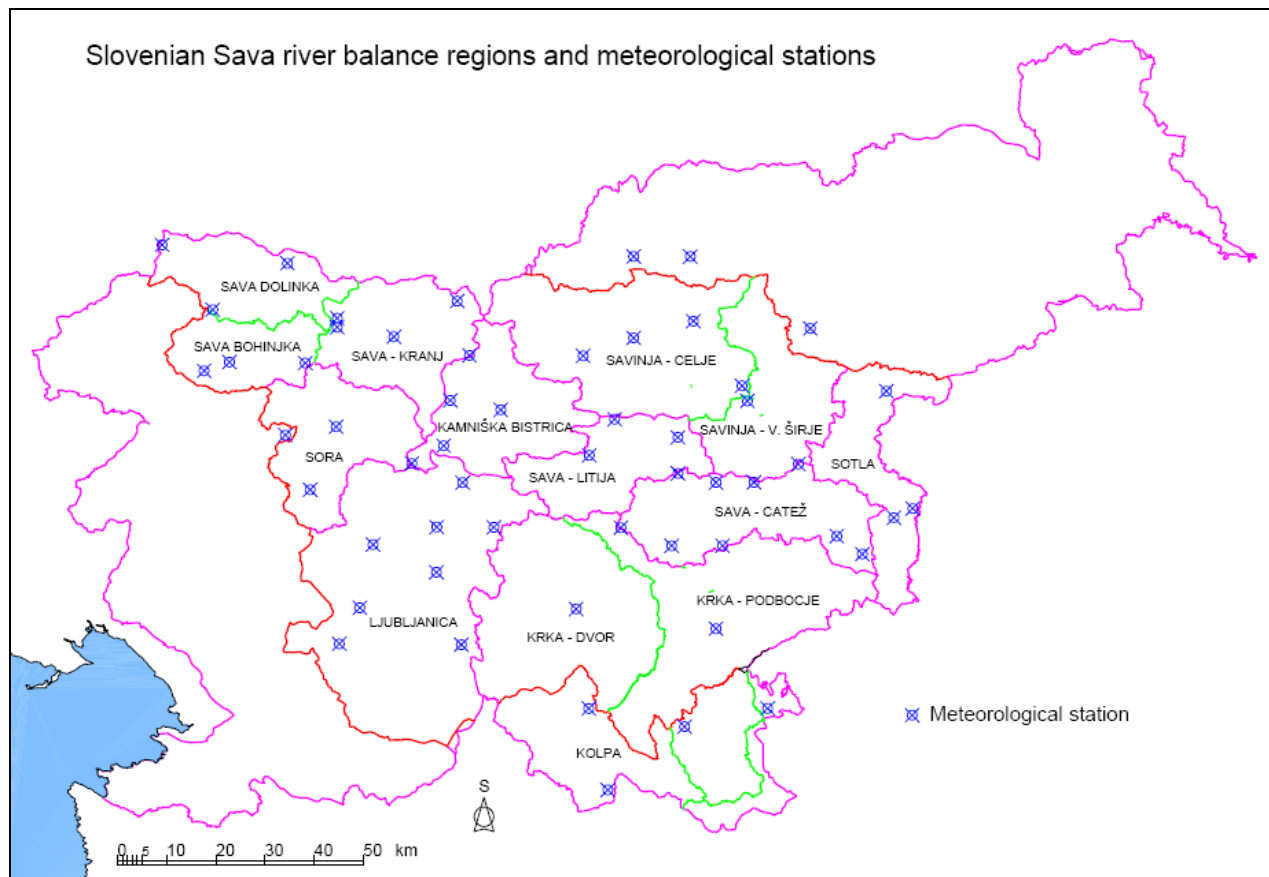 Slovenian Sava river balance regions and meteorological stations
SAVA DOLINKA
SAVA BOHINJKA
SAVA - KRANJ
SAVINJA - CELJE
KAMNIŠKA BISTRICA
SAVINJA - V. ŠIRJE
SORA
SOTLA
SAVA - LITIJA
SAVA - CATEŽ
KRKA - PODBOCJE
LJUBLJANICA
KRKA - DVOR
Meteorological station
KOLPA
S
0 5 10 20 30 40 50 km